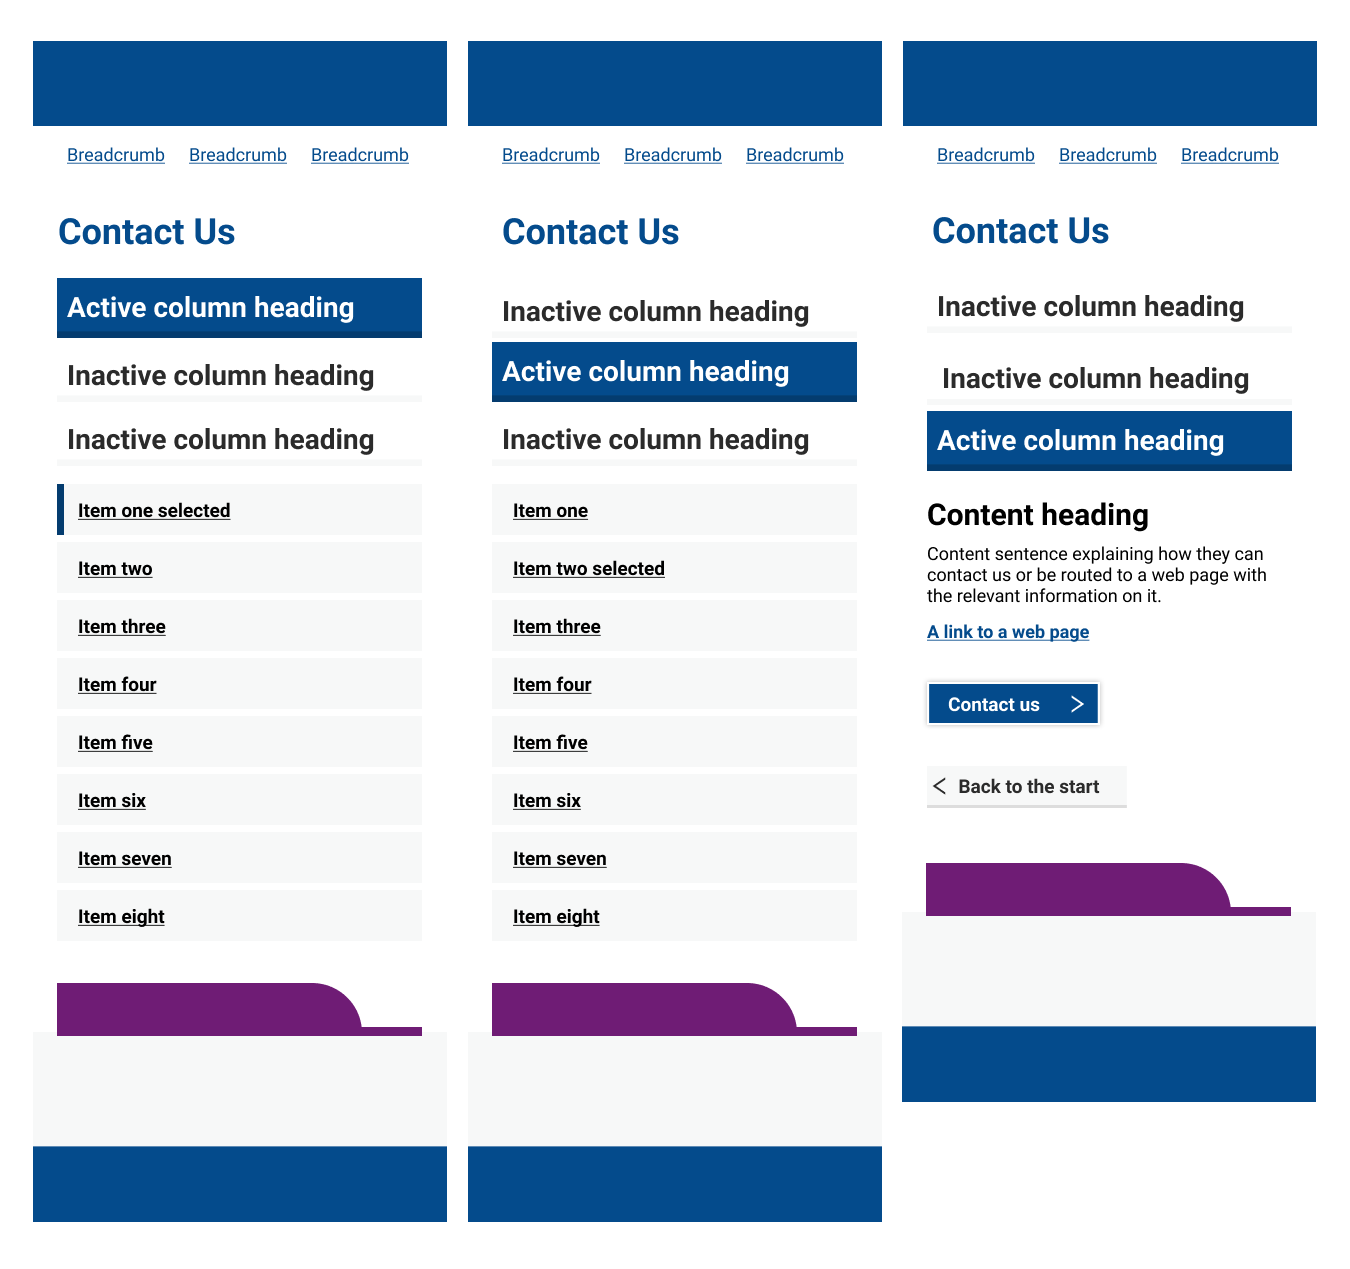 Breadcrumb Breadcrumb Breadcrumb
Contact Us
Active column heading
Inactive column heading
Inactive column heading
Item one selected
Item two
Item three
Item four
Item five
Item six
Item seven
Item eight
Breadcrumb Breadcrumb Breadcrumb
Contact Us
Inactive column heading
Active column heading
Inactive column heading
Item one
Item two selected
Item three
Item four
Item five
Item six
Item seven
Item eight
Breadcrumb Breadcrumb Breadcrumb
Contact Us
Inactive column heading
Inactive column heading
Active column heading
Content heading
Content sentence explaining how they can
contact us or be routed to a web page with
the relevant information on it.
A link to a web page
Contact us
Back to the start